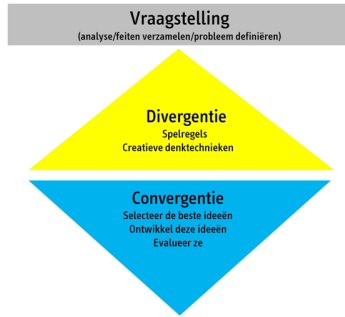 Vraagstelling
(analyse/feiten verzamelen/probleem definiëren)
Divergentie
Spelregels
Creatieve denktechnieken
Convergentie
Selecteer de beste ideeën
Ontwikkel deze ideeën
Evalueer ze